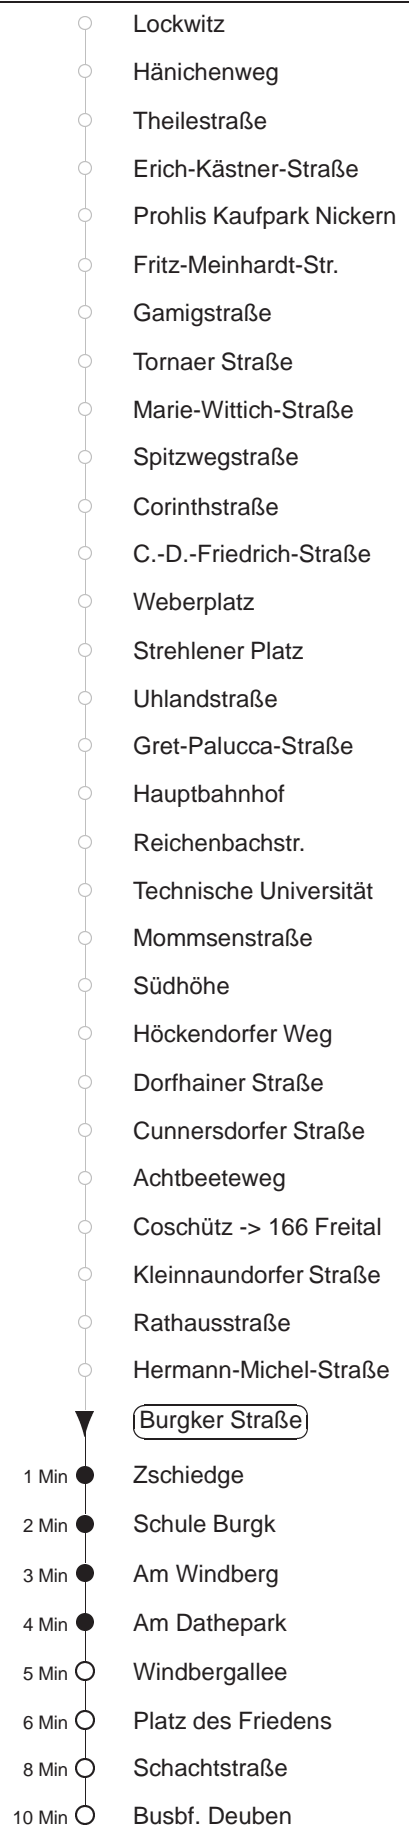 Lockwitz
Hänichenweg
Theilestraße
Erich-Kästner-Straße
Prohlis Kaufpark Nickern
Fritz-Meinhardt-Str.
Gamigstraße
Tornaer Straße
Marie-Wittich-Straße
Spitzwegstraße
Corinthstraße
C.-D.-Friedrich-Straße
Weberplatz
Strehlener Platz
Uhlandstraße
Gret-Palucca-Straße
Hauptbahnhof
Reichenbachstr.
Technische Universität
Mommsenstraße
Südhöhe
Höckendorfer Weg
Dorfhainer Straße
Cunnersdorfer Straße
Achtbeeteweg
Coschütz -> 166 Freital
Kleinnaundorfer Straße
Rathausstraße
Hermann-Michel-Straße
Burgker Straße
1 Min Zschiedge
2 Min Schule Burgk
3 Min Am Windberg
4 Min Am Dathepark
5 Min Windbergallee
6 Min Platz des Friedens
8 Min Schachtstraße
10 Min Busbf. Deuben